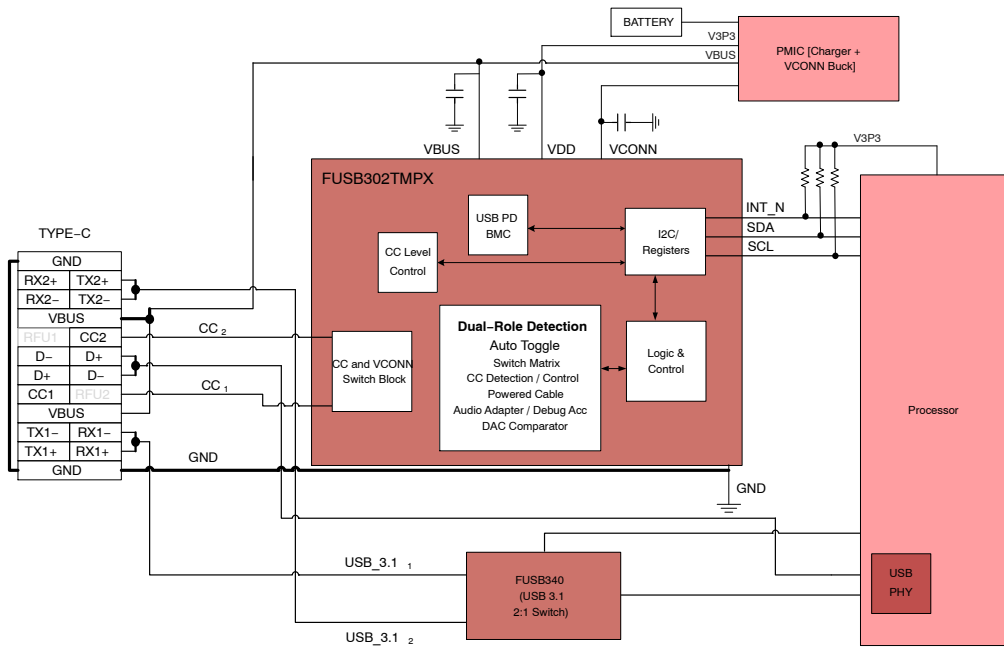 BATTERY
V3P3
VBUS
PMIC [Charger +
VCONN Buck]
VBUS
VDD
VCONN
V3P3
FUSB302TMPX
USB PD
BMC
I2C/
Registers
INT_N
SDA
SCL
CC Level
Control
TYPE-C
GND
RX2+ TX2+
RX2- TX2-
VBUS
RFU1 CC2
D- D+
D+ D-
CC1 RFU2
VBUS
TX1- RX1-
TX1+ RX1+
GND
CC 2
CC 1
CC and VCONN
Switch Block
Dual-Role Detection
Auto Toggle
Switch Matrix
CC Detection / Control
Powered Cable
Audio Adapter / Debug Acc
DAC Comparator
Logic &
Control
Processor
GND
GND
USB_3.1 1
USB_3.1 2
FUSB340
(USB 3.1
2:1 Switch)
USB
PHY